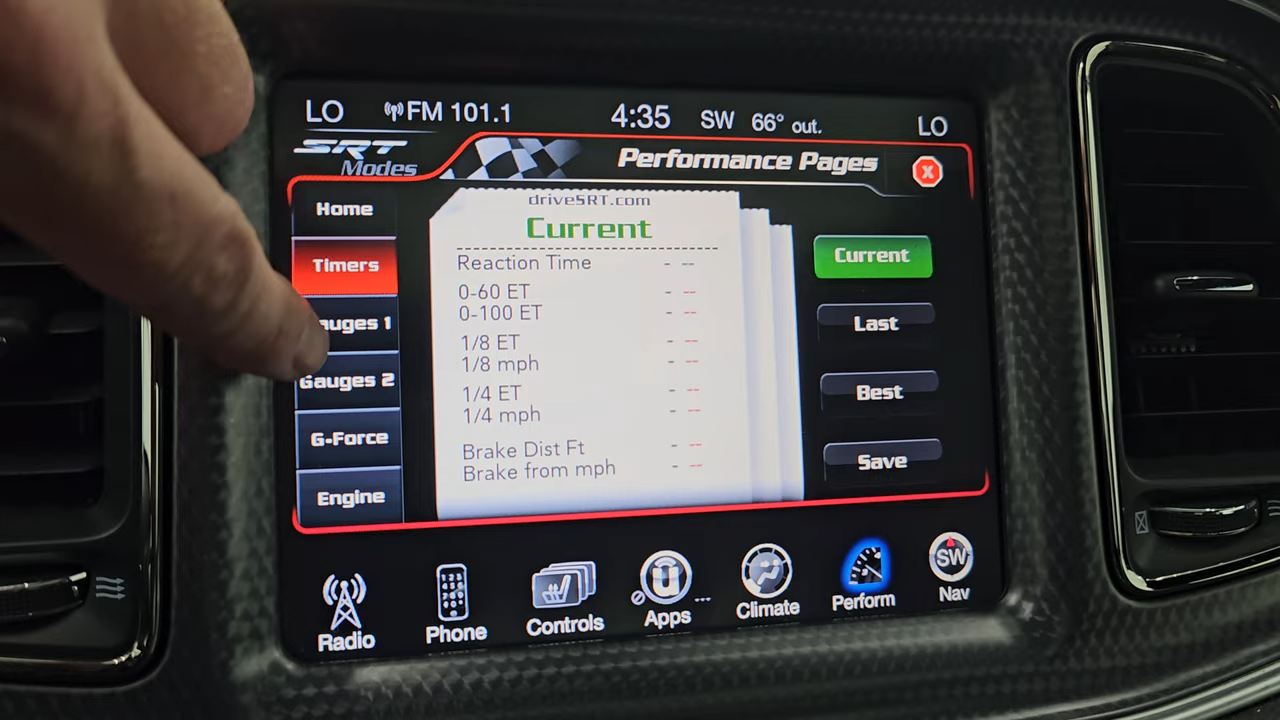 LO FM 101.1 4:35 SW 66° out. LO
SRT Modes
Performance Pages
X
Home
Timers
auges 1
Gauges 2
G-Force
Engine
driveSRT.com
Current
Reaction Time - --
0-60 ET - --
0-100 ET - --
1/8 ET - --
1/8 mph - --
1/4 ET - --
1/4 mph - --
Brake Dist Ft - --
Brake from mph - --
Current
Last
Best
Save
Radio
Phone
Controls
Apps
...
Climate
Perform
SW
Nav